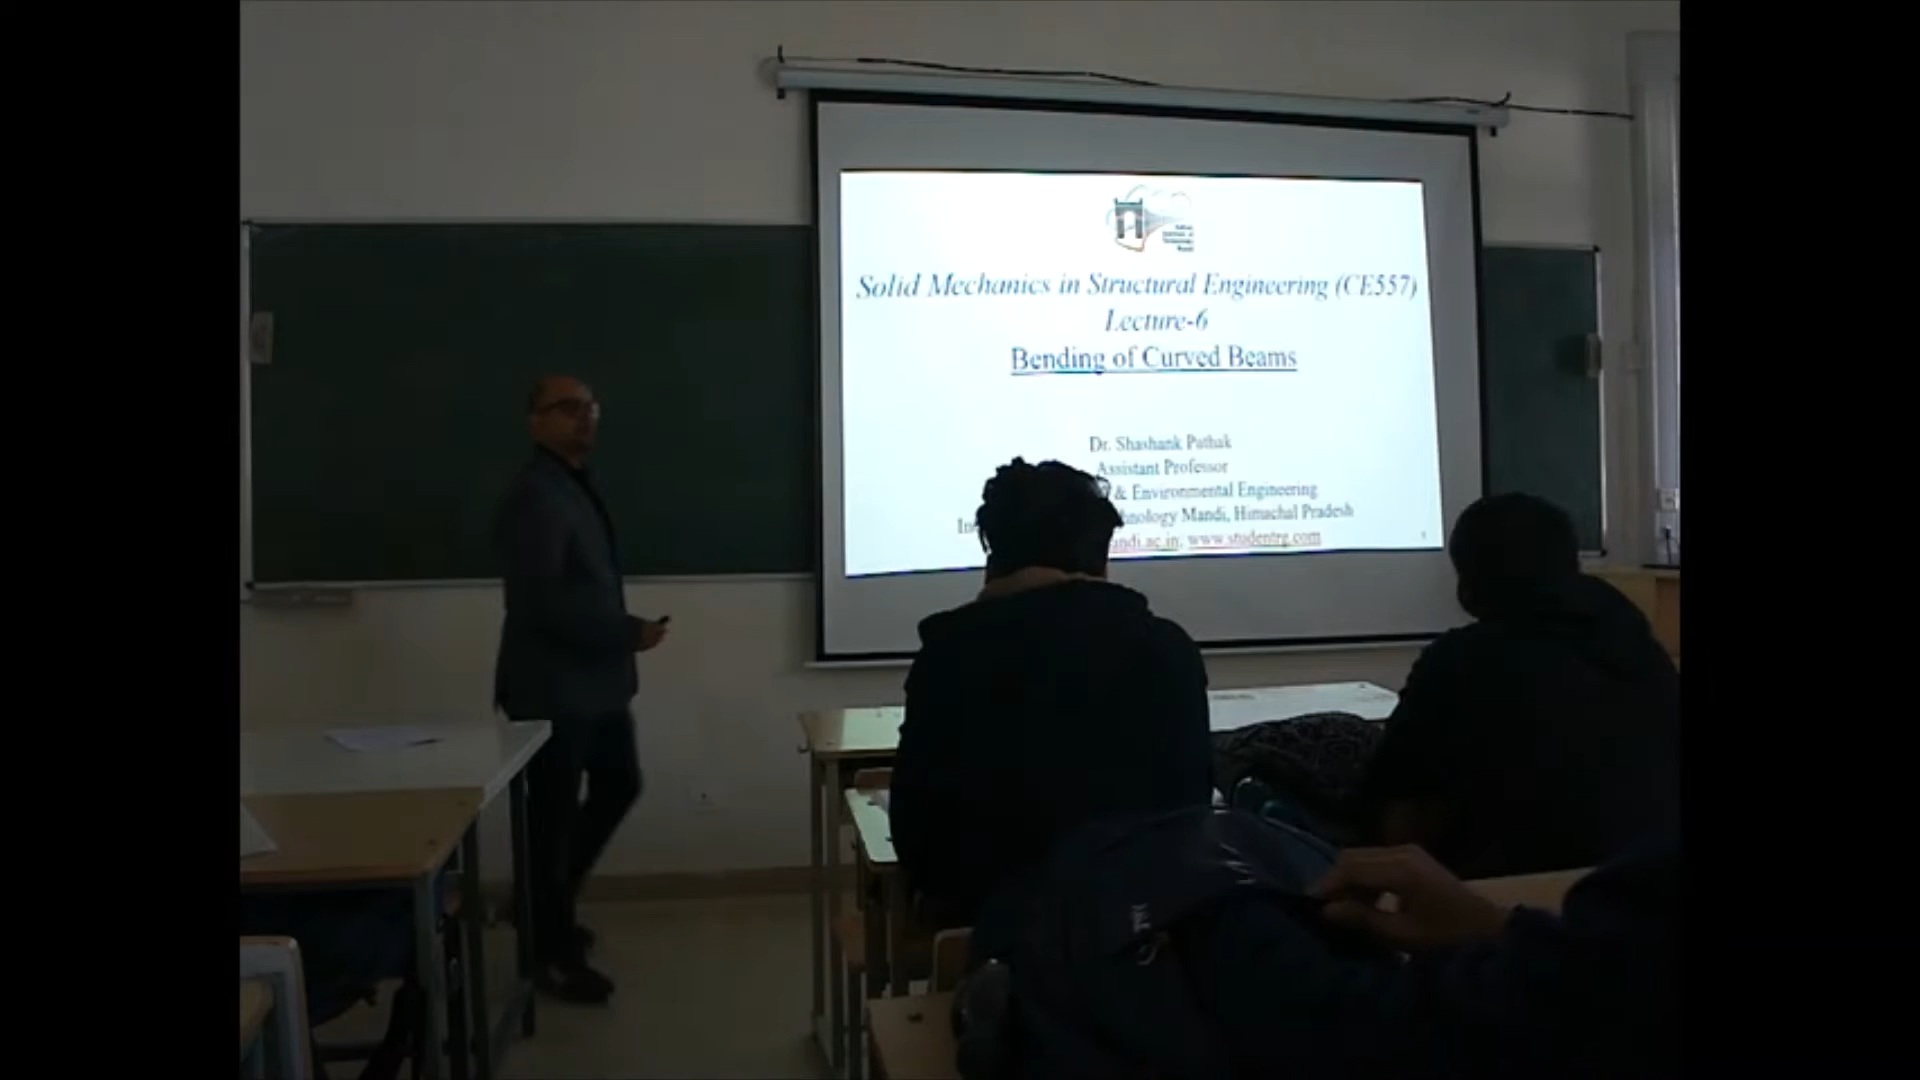 Solid Mechanics in Structural Engineering (CE557)
Lecture-6
Bending of Curved Beams
Dr. Shashank Pathak
Assistant Professor
& Environmental Engineering
Mandi, Himachal Pradesh
www.studentrg.com